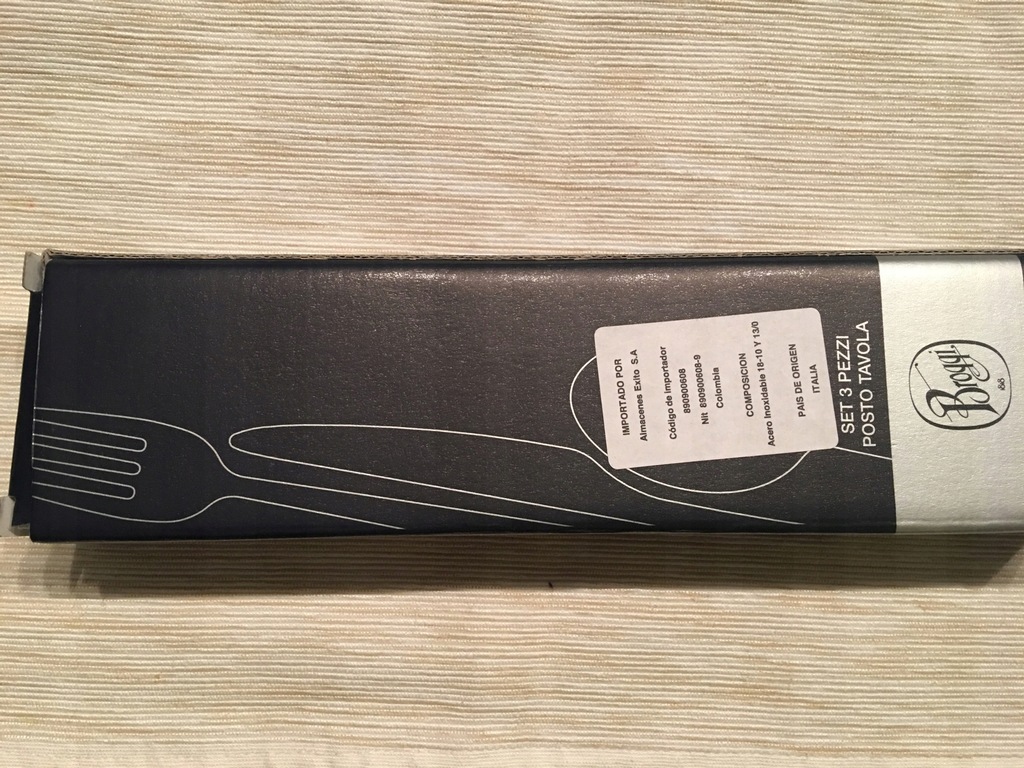 IMPORTADO POR
Almacenes Exito S.A
Código de Importador
890900608
Nit 890900608-9
Colombia
COMPOSICION
Acero Inoxidable 18-10 Y 13/0
PAIS DE ORIGEN
ITALIA
SET 3 PEZZI
POSTO TAVOLA
Broggi